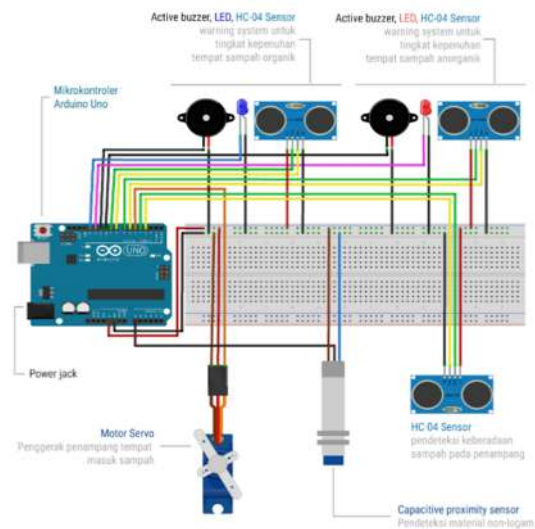 Active buzzer, LED, HC-04 Sensor
warning system untuk
tingkat kepenuhan
tempat sampah organik
Active buzzer, LED, HC-04 Sensor
warning system untuk
tingkat kepenuhan
tempat sampah anorganik
Mikrokontroler
Arduino Uno
UNO
Power jack
Motor Servo
Penggerak penampang tempat
masuk sampah
HC-04 Sensor
pendeteksi keberadaan
sampah pada penampang
Capacitive proximity sensor
Pendeteksi material non-logam